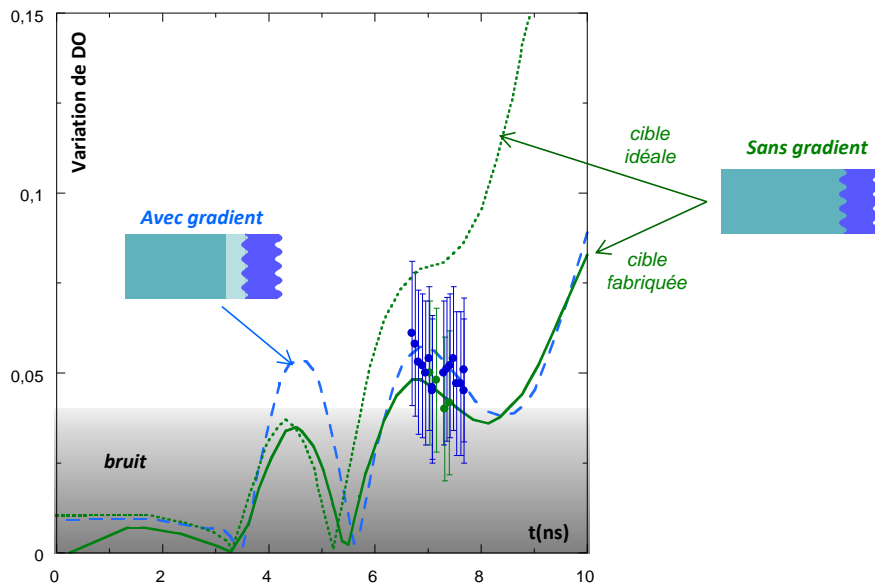 0,15
0,1
0,05
0
Variation de DO
Avec gradient
bruit
cible
idéale
Sans gradient
cible
fabriquée
t(ns)
0
2
4
6
8
10